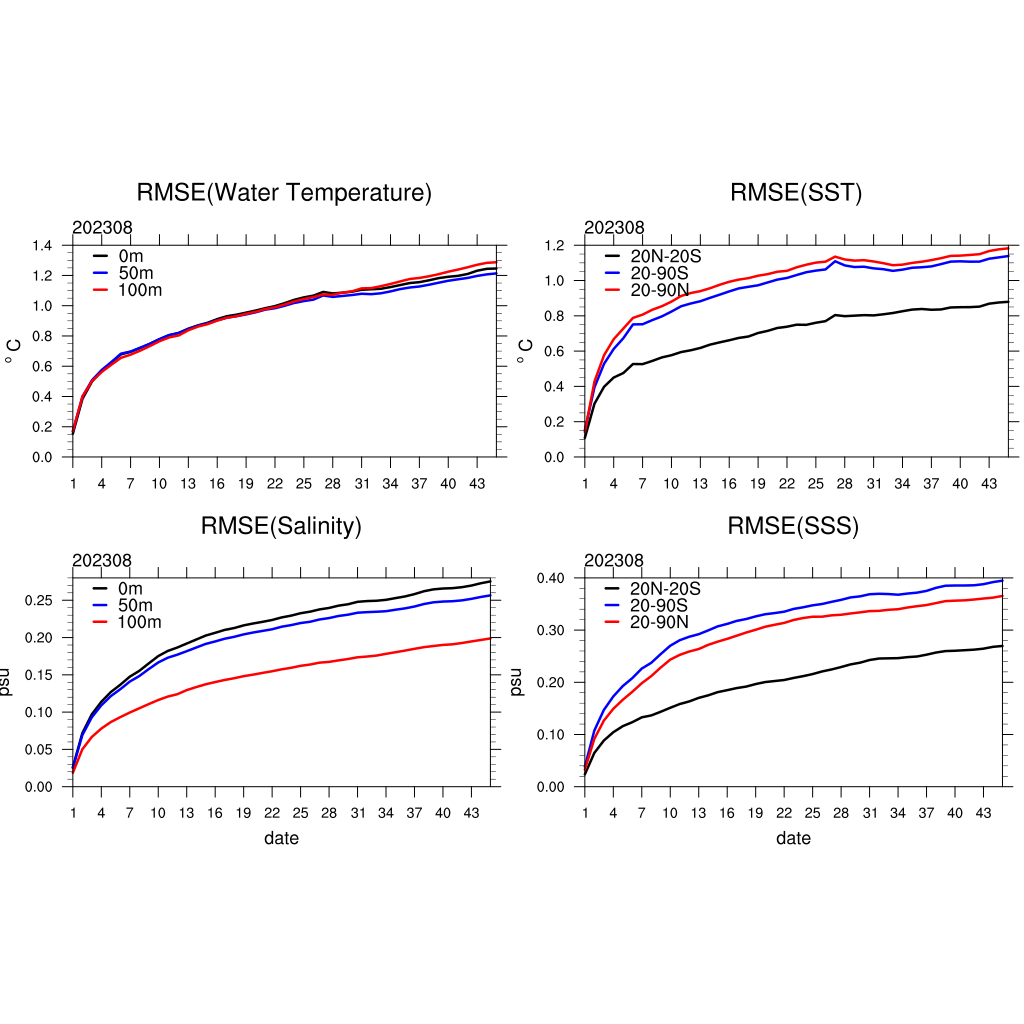 RMSE(Water Temperature)
202308
0m
50m
100m
1.4
1.2
1.0
0.8
0.6
0.4
0.2
0.0
° C
1 4 7 10 13 16 19 22 25 28 31 34 37 40 43
RMSE(SST)
202308
20N-20S
20-90S
20-90N
1.2
1.0
0.8
0.6
0.4
0.2
0.0
° C
1 4 7 10 13 16 19 22 25 28 31 34 37 40 43
RMSE(Salinity)
202308
0m
50m
100m
0.25
0.20
0.15
0.10
0.05
0.00
psu
1 4 7 10 13 16 19 22 25 28 31 34 37 40 43
date
RMSE(SSS)
202308
20N-20S
20-90S
20-90N
0.40
0.30
0.20
0.10
0.00
psu
1 4 7 10 13 16 19 22 25 28 31 34 37 40 43
date